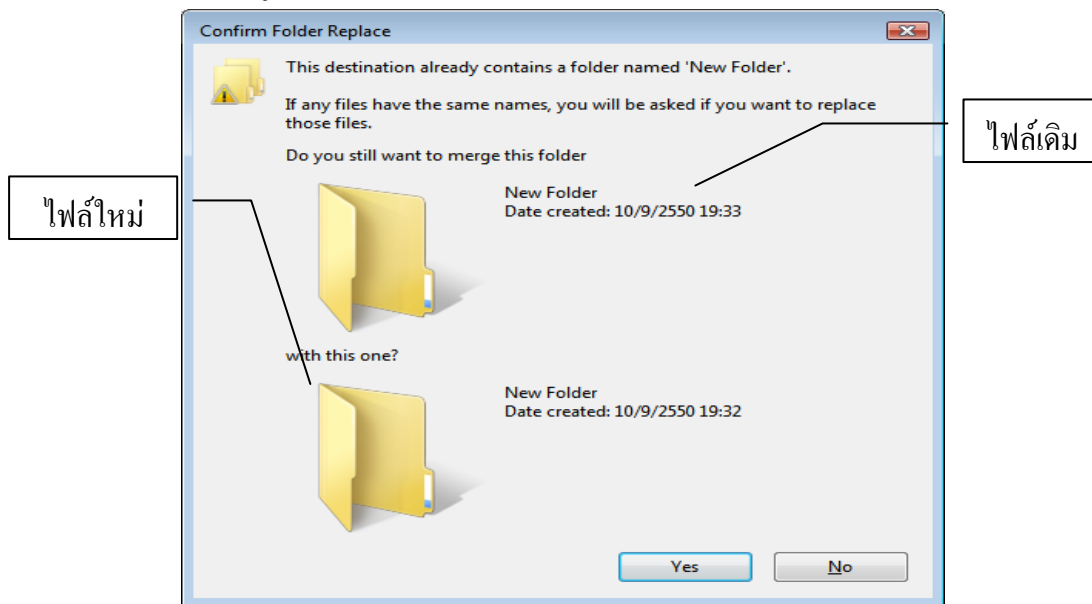 Confirm Folder Replace
This destination already contains a folder named 'New Folder'.
If any files have the same names, you will be asked if you want to replace
those files.
ไฟล์เดิม
Do you still want to merge this folder
ไฟล์ใหม่
New Folder
Date created: 10/9/2550 19:33
with this one?
New Folder
Date created: 10/9/2550 19:32
Yes
No